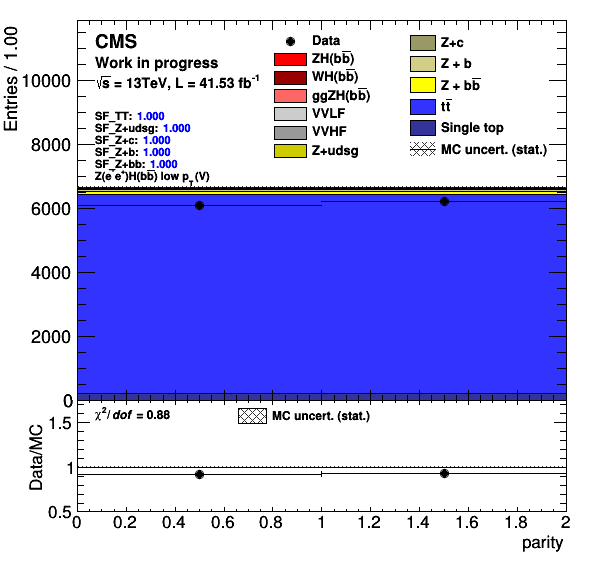 CMS
Work in progress
√s = 13TeV, L = 41.53 fb⁻¹
SF_TT: 1.000
SF_Z+udsg: 1.000
SF_Z+c: 1.000
SF_Z+b: 1.000
SF_Z+bb: 1.000
Z(e⁻e⁺)H(bb̅) low p_T(V)
Data
ZH(bb̅)
WH(bb̅)
ggZH(bb̅)
VVLF
VVHF
Z+udsg
Z+c
Z + b
Z + bb̅
tt̅
Single top
MC uncert. (stat.)
Entries / 1.00
10000
8000
6000
4000
2000
0
χ²/dof = 0.88
MC uncert. (stat.)
Data/MC
1.5
1
0.5
0 0.2 0.4 0.6 0.8 1 1.2 1.4 1.6 1.8 2
parity